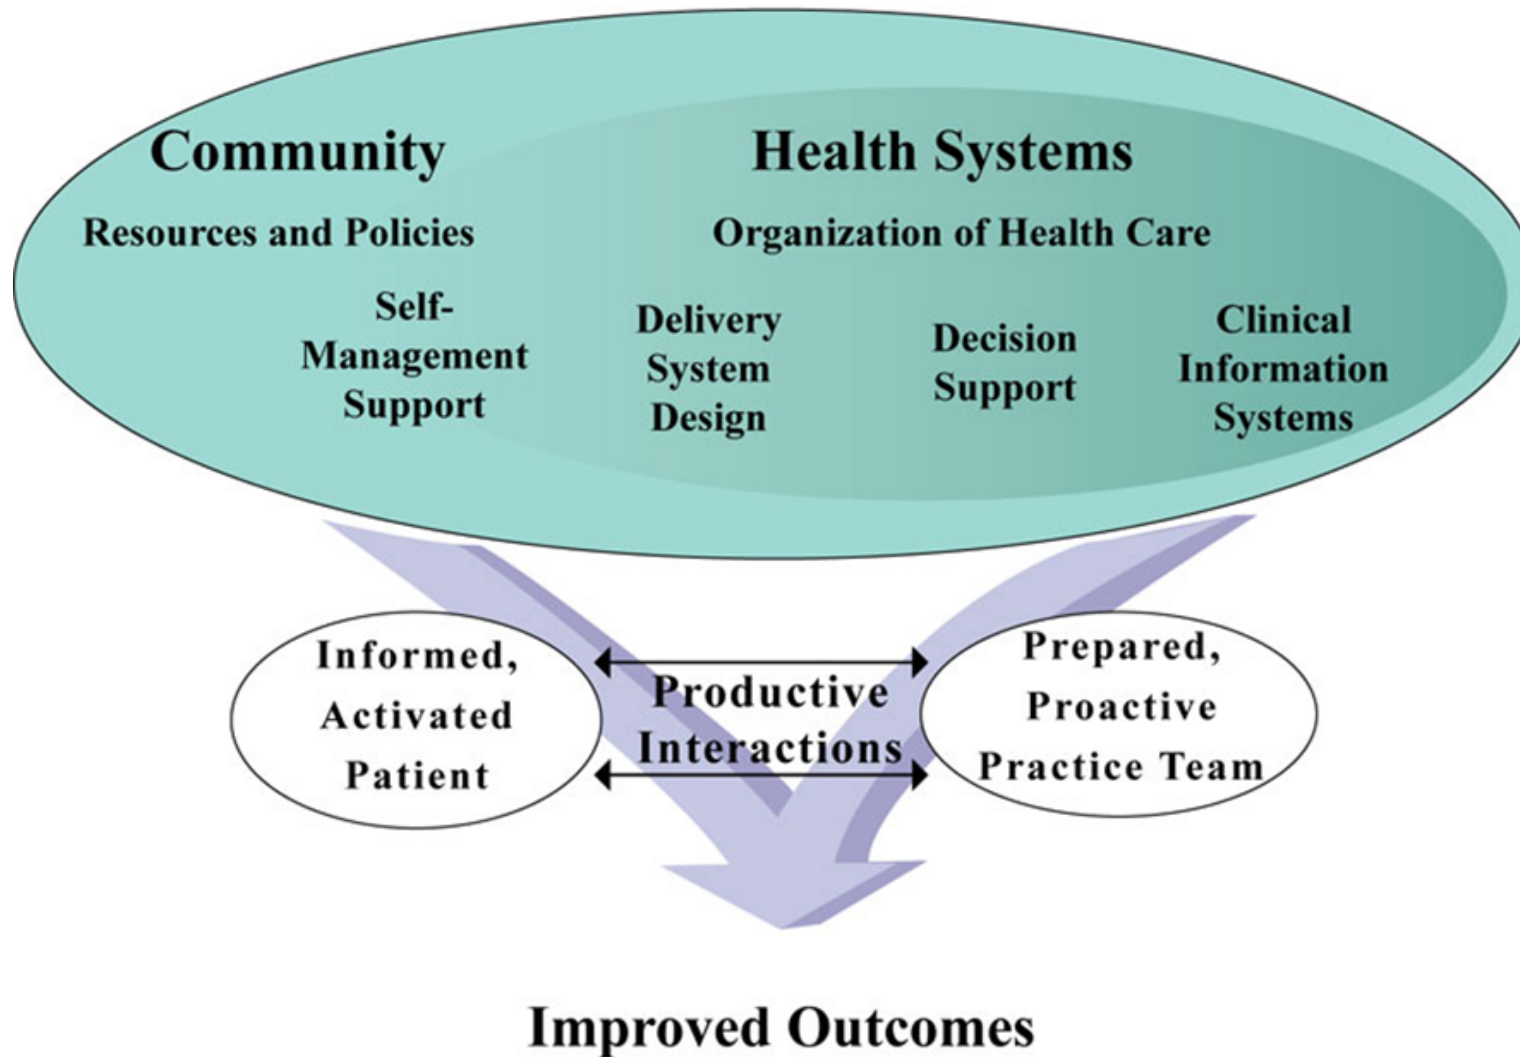 Community
Health Systems
Resources and Policies
Organization of Health Care
Self-
Management
Support
Delivery
System
Design
Decision
Support
Clinical
Information
Systems
Informed,
Activated
Patient
Productive
Interactions
Prepared,
Proactive
Practice Team
Improved Outcomes